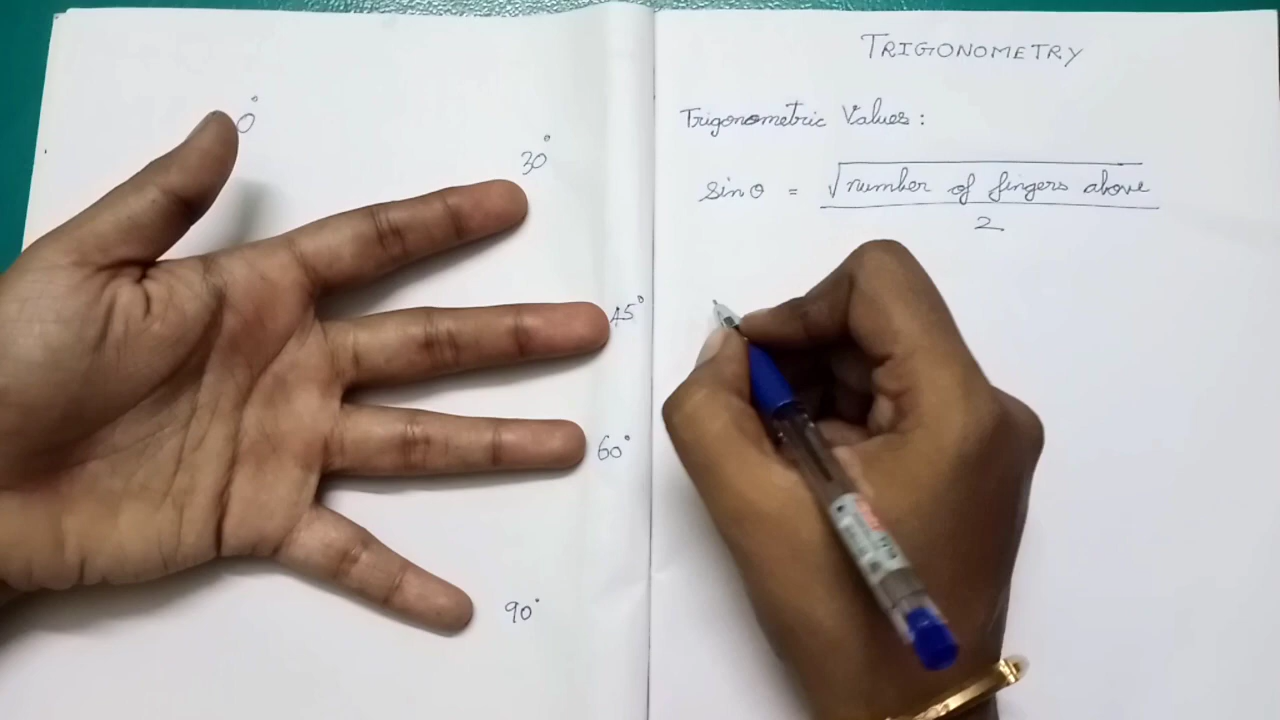 TRIGONOMETRY
0°
30°
45°
60°
90°
Trigonometric Values :
sin θ = √number of fingers above
2